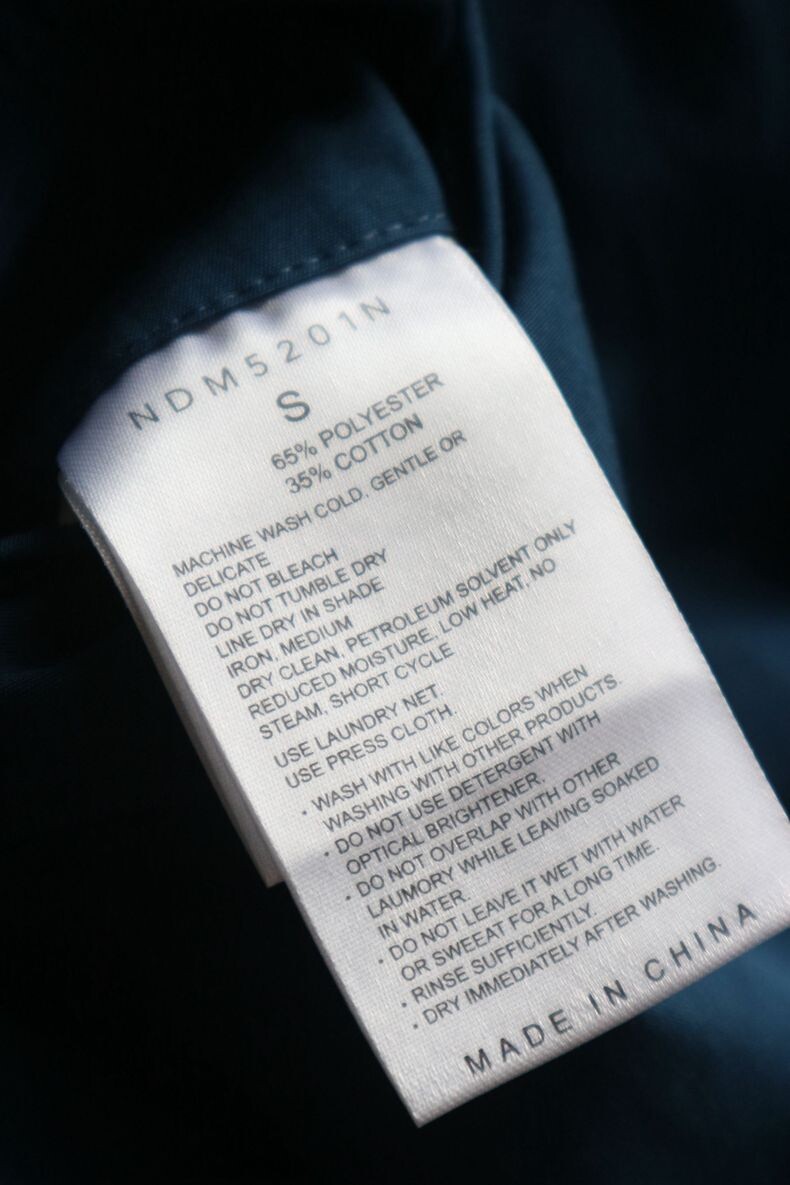 NDM5201N
S
65% POLYESTER
35% COTTON
MACHINE WASH COLD. GENTLE OR
DELICATE
DO NOT BLEACH
DO NOT TUMBLE DRY
LINE DRY IN SHADE
IRON, MEDIUM
DRY CLEAN, PETROLEUM SOLVENT ONLY
REDUCED MOISTURE, LOW HEAT, NO
STEAM, SHORT CYCLE
USE LAUNDRY NET.
USE PRESS CLOTH.
· WASH WITH LIKE COLORS WHEN
WASHING WITH OTHER PRODUCTS.
· DO NOT USE DETERGENT WITH
OPTICAL BRIGHTENER.
· DO NOT OVERLAP WITH OTHER
LAUMORY WHILE LEAVING SOAKED
IN WATER.
· DO NOT LEAVE IT WET WITH WATER
OR SWEEAT FOR A LONG TIME.
· RINSE SUFFICIENTLY.
· DRY IMMEDIATELY AFTER WASHING.
MADE IN CHINA